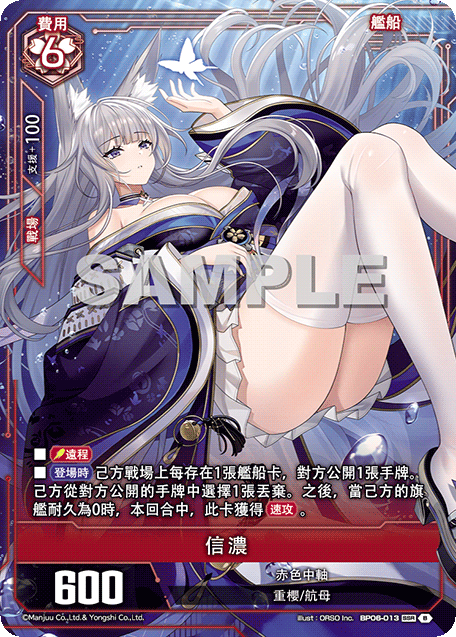 費用
6
艦船
支援+100
戰場
SAMPLE
遠程
登場時 己方戰場上每存在1張艦船卡，對方公開1張手牌。
己方從對方公開的手牌中選擇1張丟棄。之後，當己方的旗
艦耐久為0時，本回合中，此卡獲得 速攻 。
信濃
600
赤色中軸
重櫻/航母
©Manjuu Co.,Ltd.& Yongshi Co.,Ltd.
illust : ORSO Inc. BP06-013 SSR B